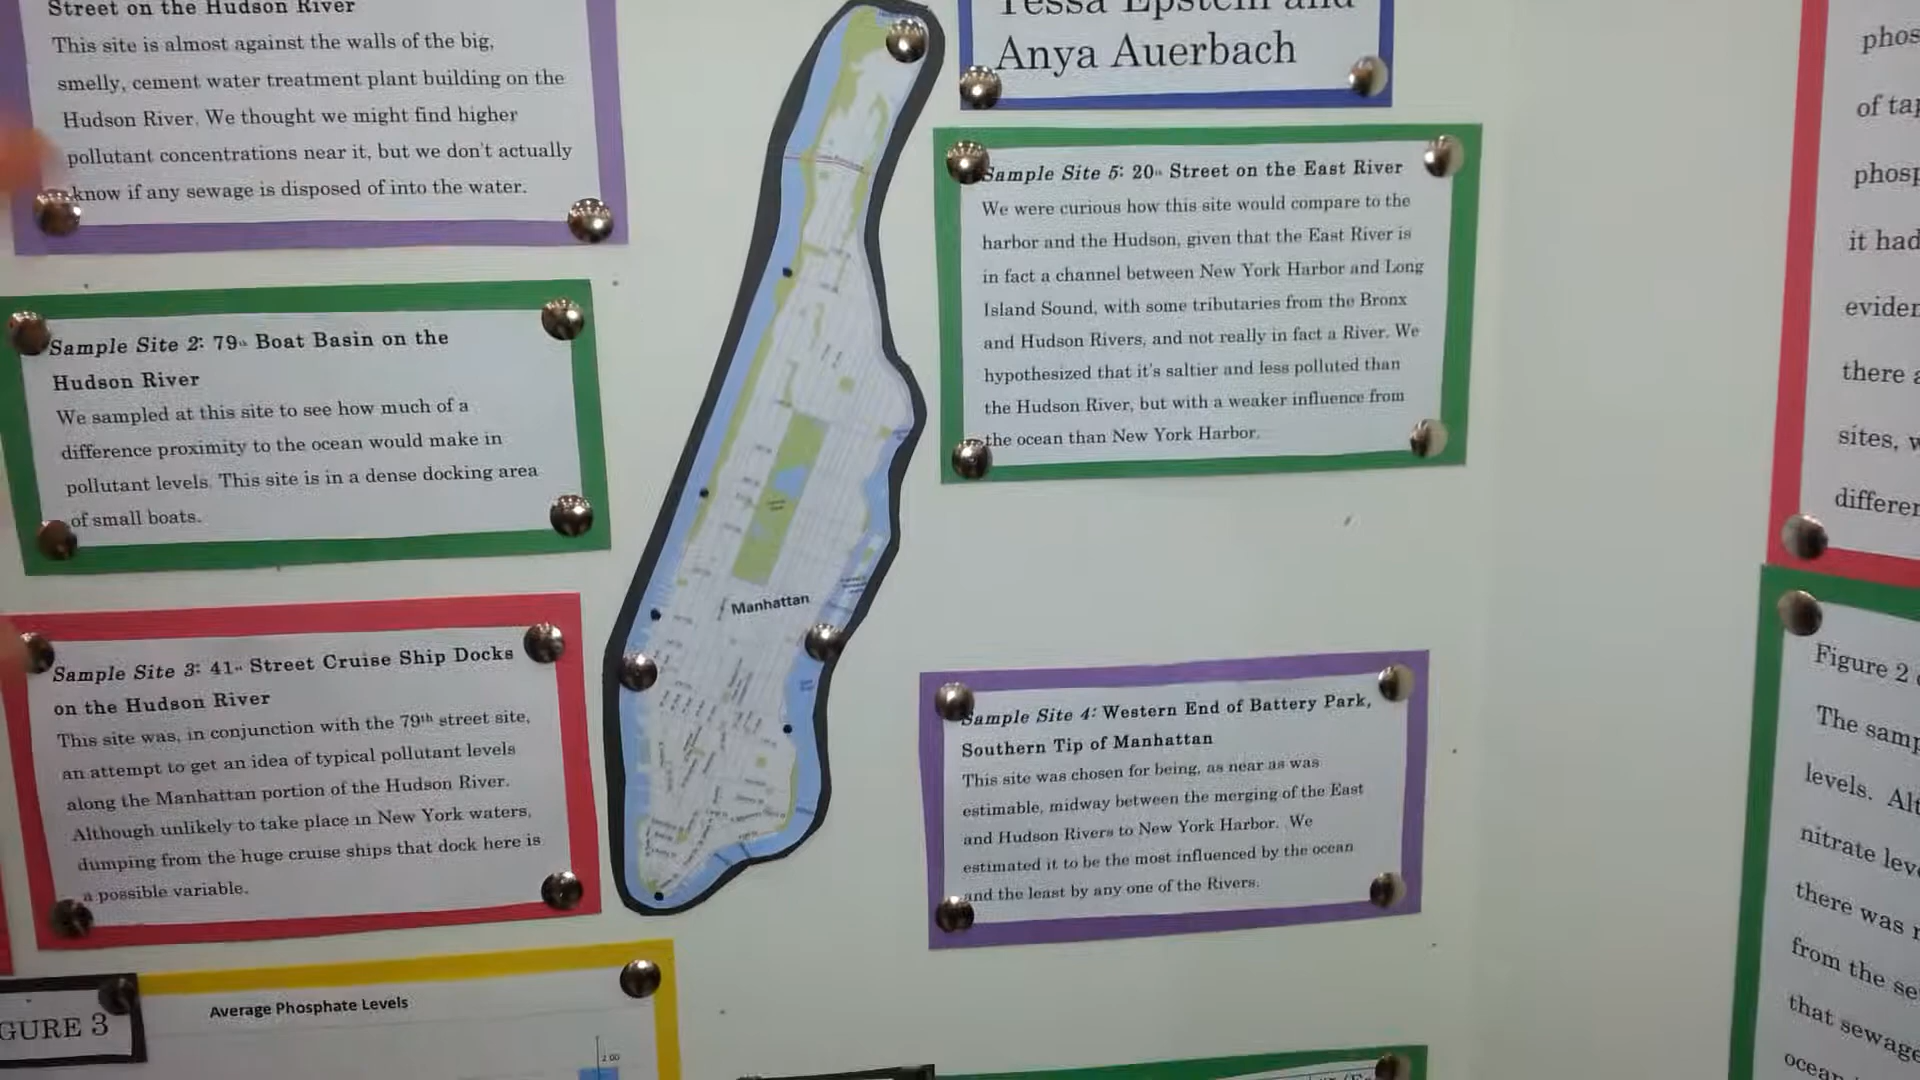 Street on the Hudson River
This site is almost against the walls of the big,
smelly, cement water treatment plant building on the
Hudson River. We thought we might find higher
pollutant concentrations near it, but we don't actually
know if any sewage is disposed of into the water.
Sample Site 2: 79th Boat Basin on the
Hudson River
We sampled at this site to see how much of a
difference proximity to the ocean would make in
pollutant levels. This site is in a dense docking area
of small boats.
Sample Site 3: 41st Street Cruise Ship Docks
on the Hudson River
This site was, in conjunction with the 79th street site,
an attempt to get an idea of typical pollutant levels
along the Manhattan portion of the Hudson River.
Although unlikely to take place in New York waters,
dumping from the huge cruise ships that dock here is
a possible variable.
GURE 3
Average Phosphate Levels
2.00
Manhattan
Tessa Epstein and
Anya Auerbach
Sample Site 5: 20th Street on the East River
We were curious how this site would compare to the
harbor and the Hudson, given that the East River is
in fact a channel between New York Harbor and Long
Island Sound, with some tributaries from the Bronx
and Hudson Rivers, and not really in fact a River. We
hypothesized that it's saltier and less polluted than
the Hudson River, but with a weaker influence from
the ocean than New York Harbor.
Sample Site 4: Western End of Battery Park,
Southern Tip of Manhattan
This site was chosen for being, as near as was
estimable, midway between the merging of the East
and Hudson Rivers to New York Harbor. We
estimated it to be the most influenced by the ocean
and the least by any one of the Rivers.
phos
of tap
phosp
it had
eviden
there a
sites, w
differen
Figure 2
The samp
levels. Alt
nitrate leve
there was n
from the se
that sewage
ocean